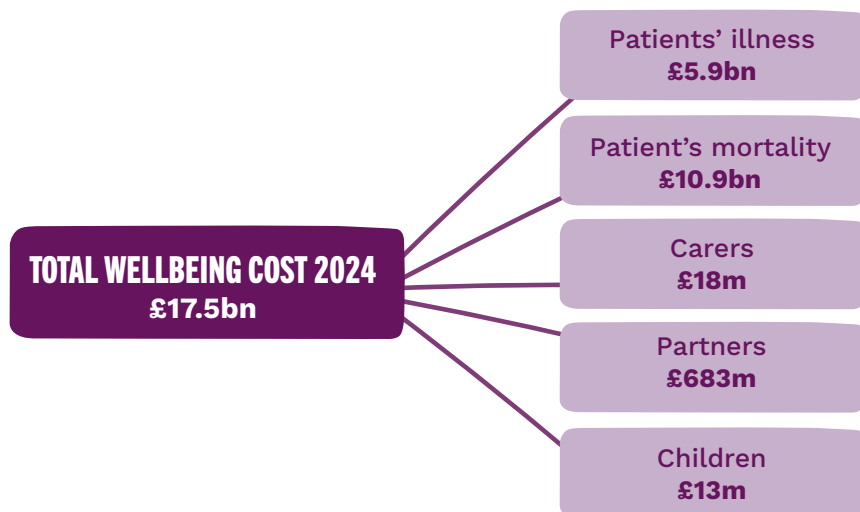 Patients’ illness
£5.9bn
Patient’s mortality
£10.9bn
TOTAL WELLBEING COST 2024
£17.5bn
Carers
£18m
Partners
£683m
Children
£13m